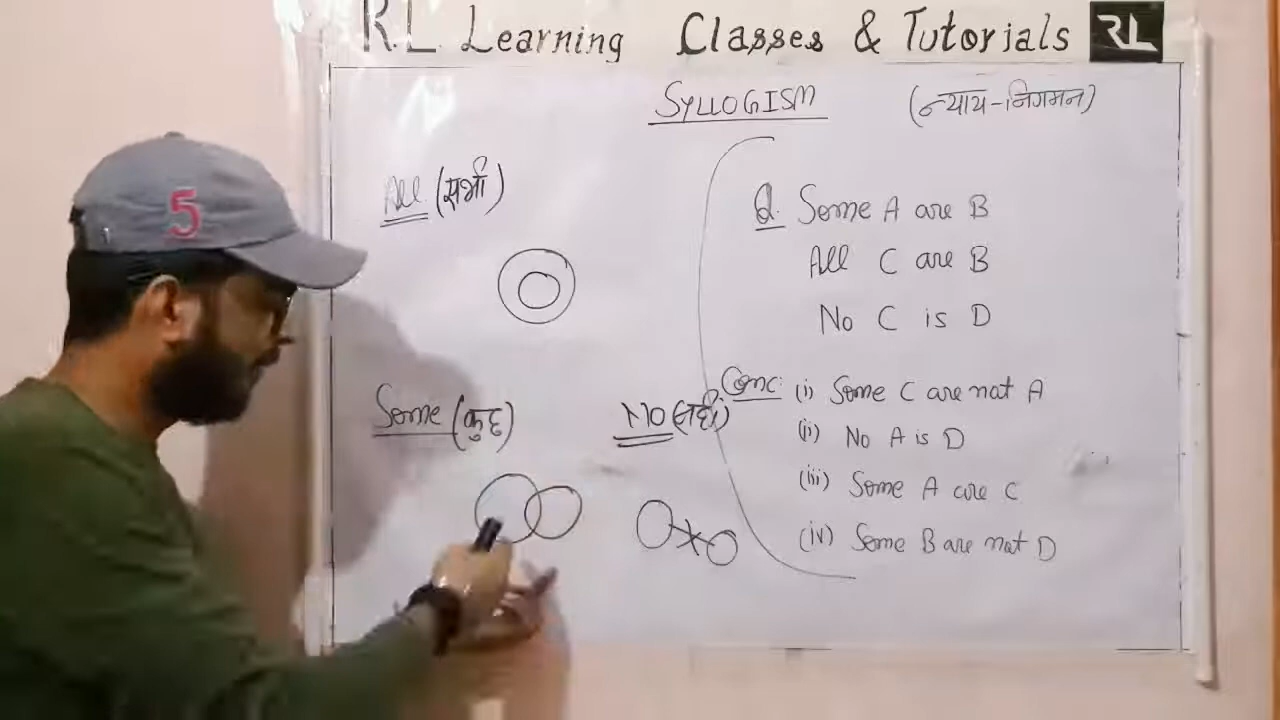 R.L. Learning Classes & Tutorials RL
SYLLOGISM (न्याय-निगमन)
All (सभी)
5
Q. Some A are B
All C are B
No C is D
Some (कुछ)
No (नहीं)
Conc: (i) Some C are not A
(ii) No A is D
(iii) Some A are C
(iv) Some B are not D